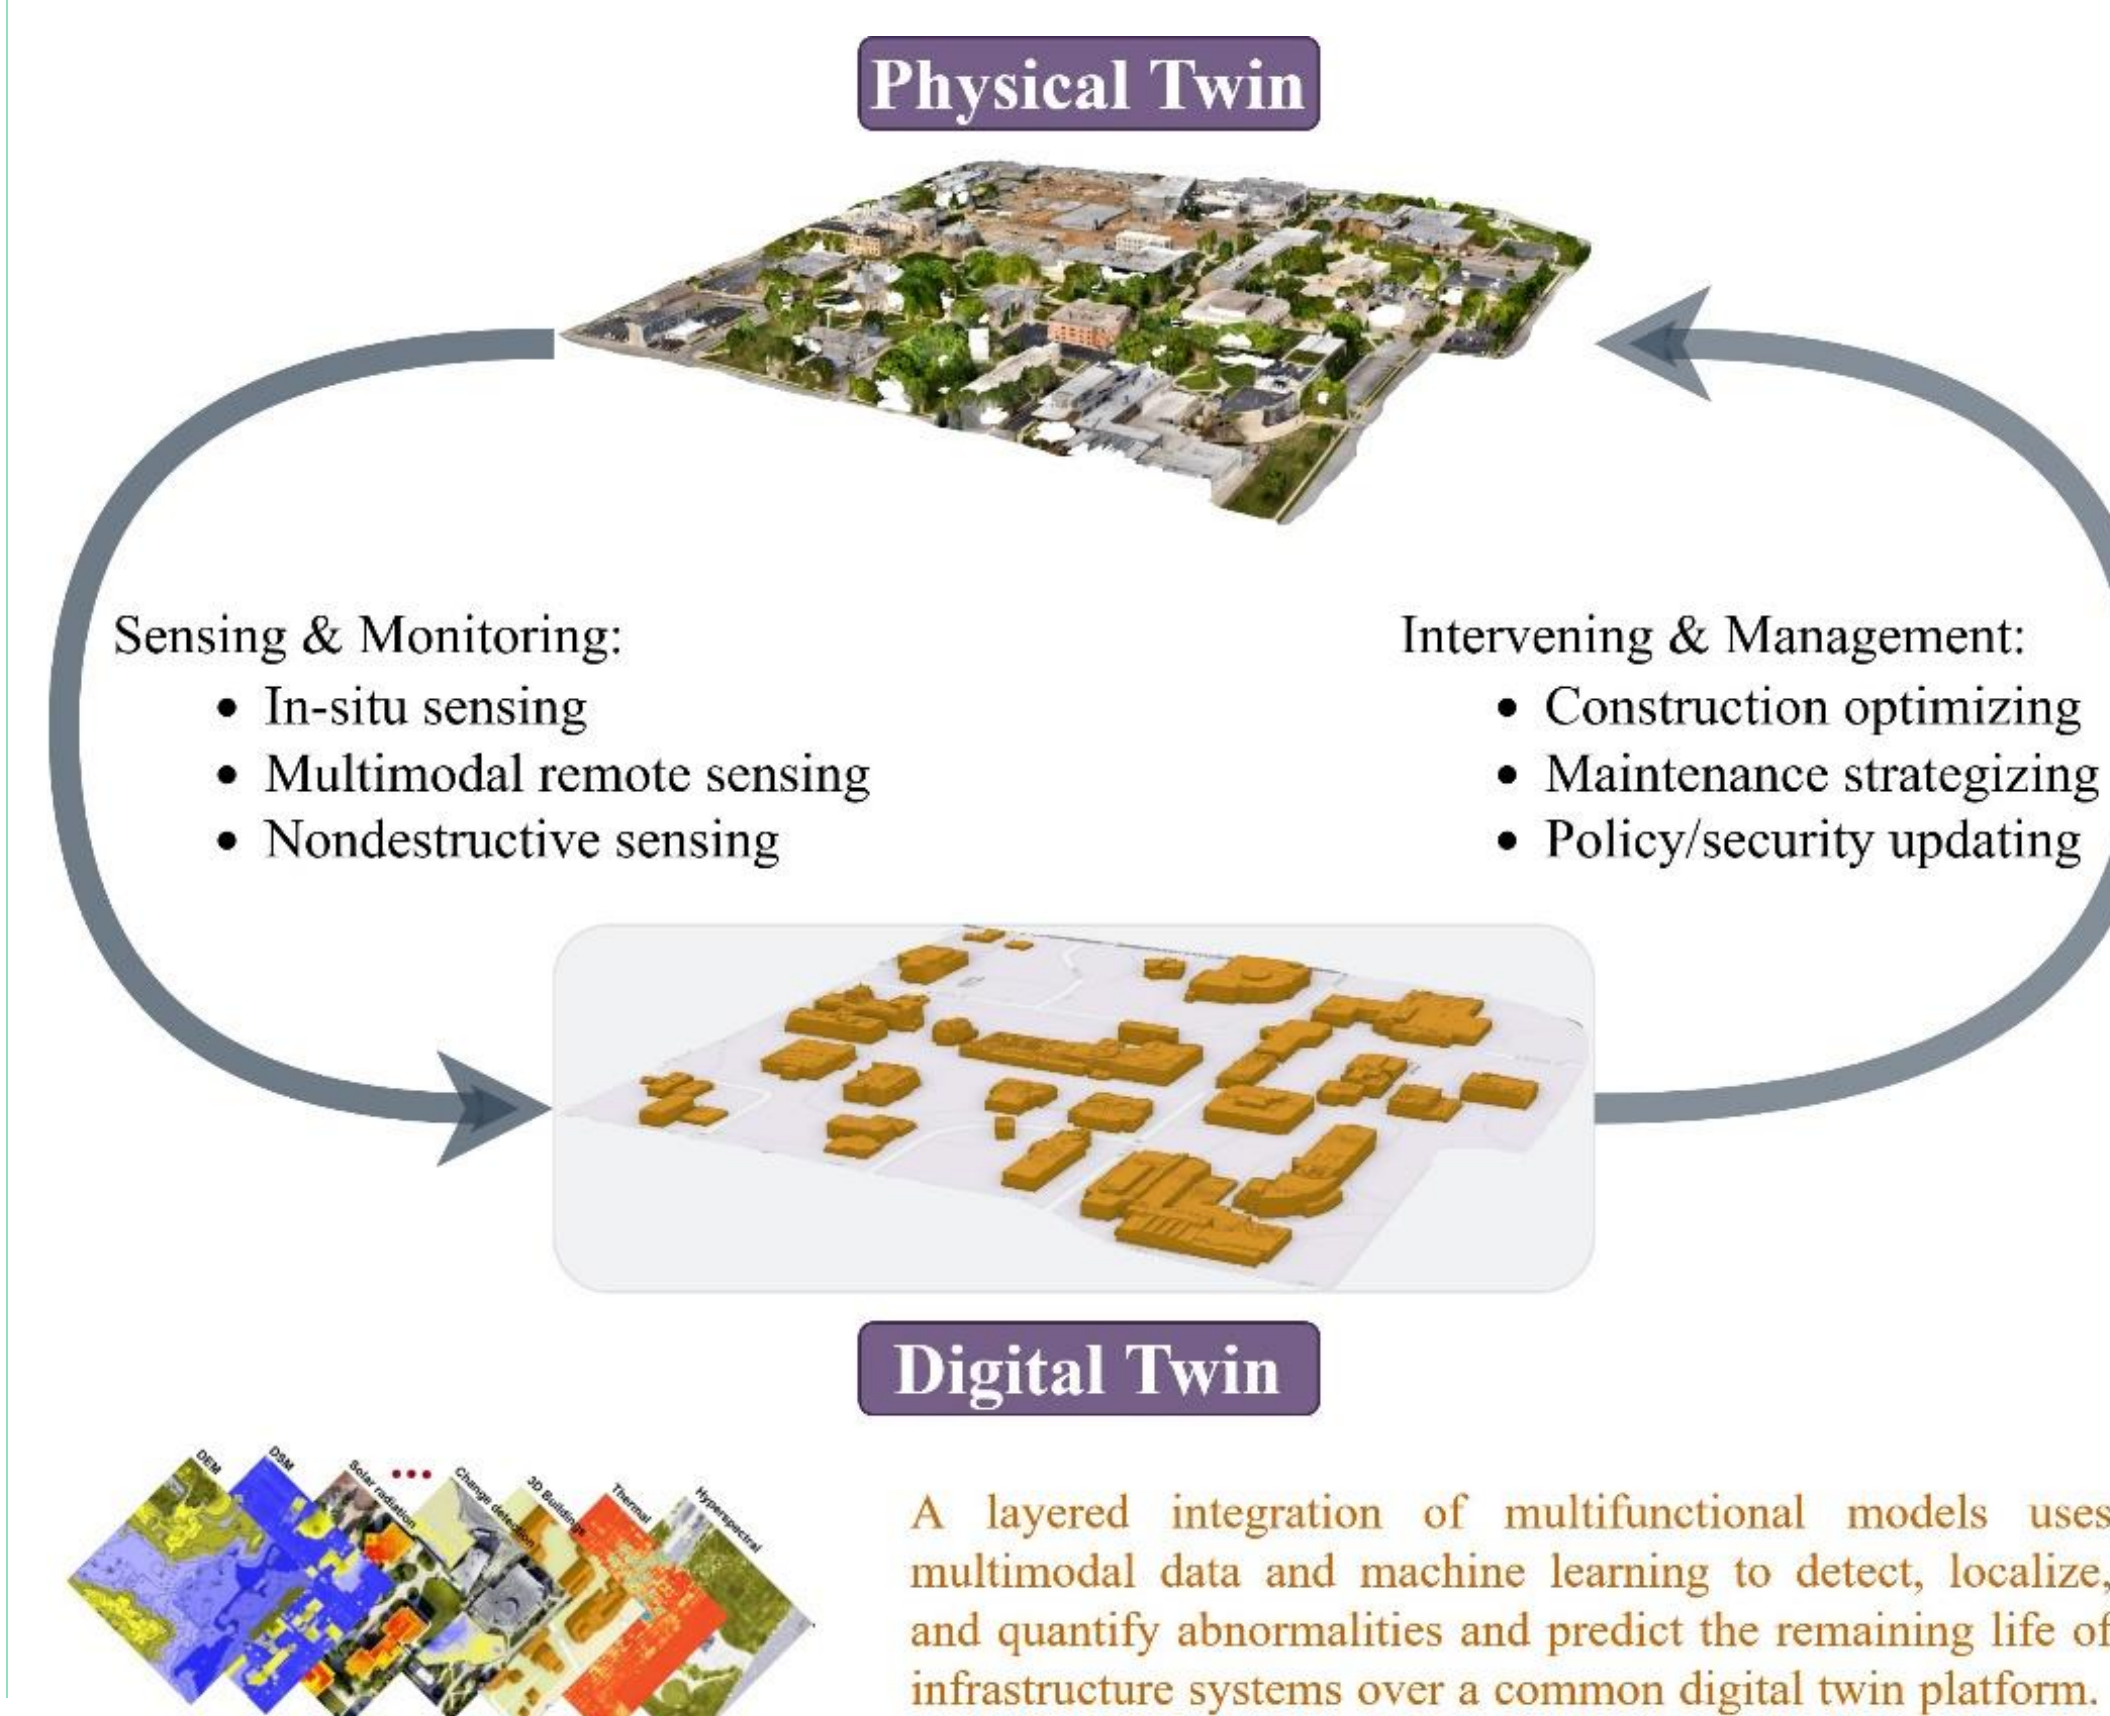 Physical Twin
Sensing & Monitoring:
• In-situ sensing
• Multimodal remote sensing
• Nondestructive sensing
Intervening & Management:
• Construction optimizing
• Maintenance strategizing
• Policy/security updating
Digital Twin
DEM
DSM
Solar radiation
...
Change detection
3D Buildings
Thermal
Hyperspectral
A layered integration of multifunctional models uses
multimodal data and machine learning to detect, localize,
and quantify abnormalities and predict the remaining life of
infrastructure systems over a common digital twin platform.